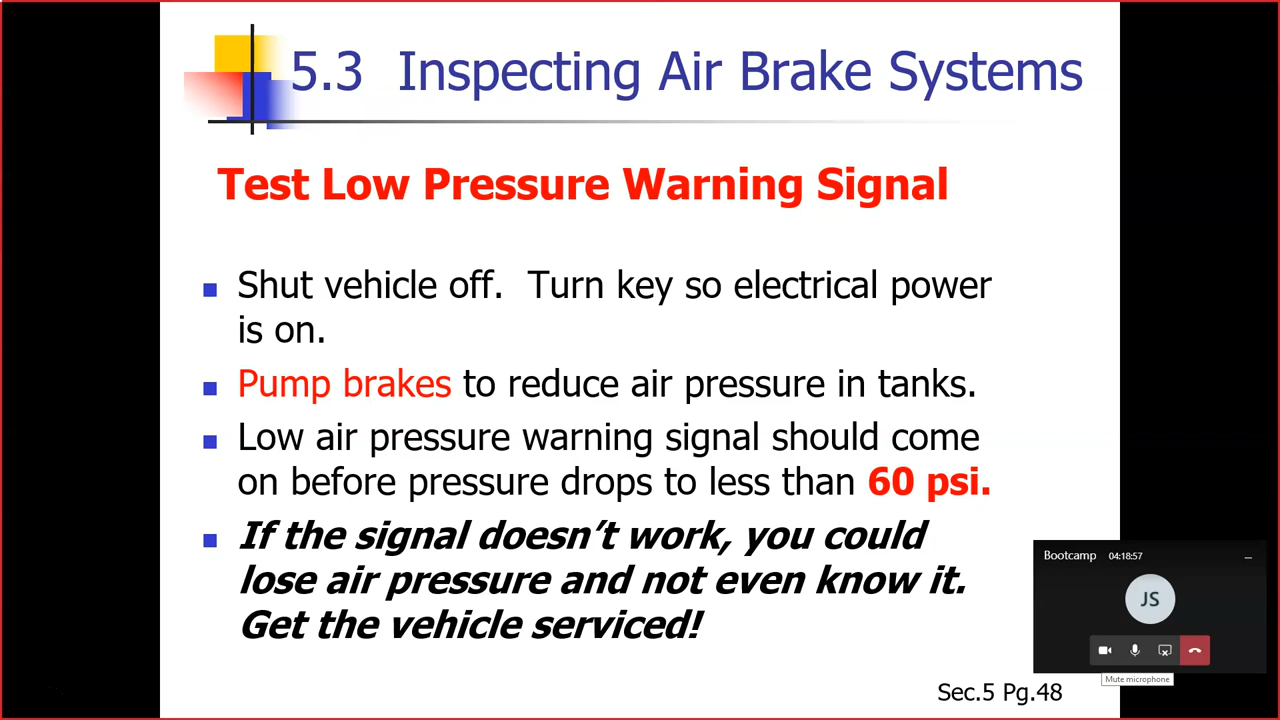 5.3 Inspecting Air Brake Systems
Test Low Pressure Warning Signal
Shut vehicle off. Turn key so electrical power
is on.
Pump brakes to reduce air pressure in tanks.
Low air pressure warning signal should come
on before pressure drops to less than 60 psi.
If the signal doesn’t work, you could
lose air pressure and not even know it.
Get the vehicle serviced!
Bootcamp 04:18:57
JS
Mute microphone
Sec.5 Pg.48